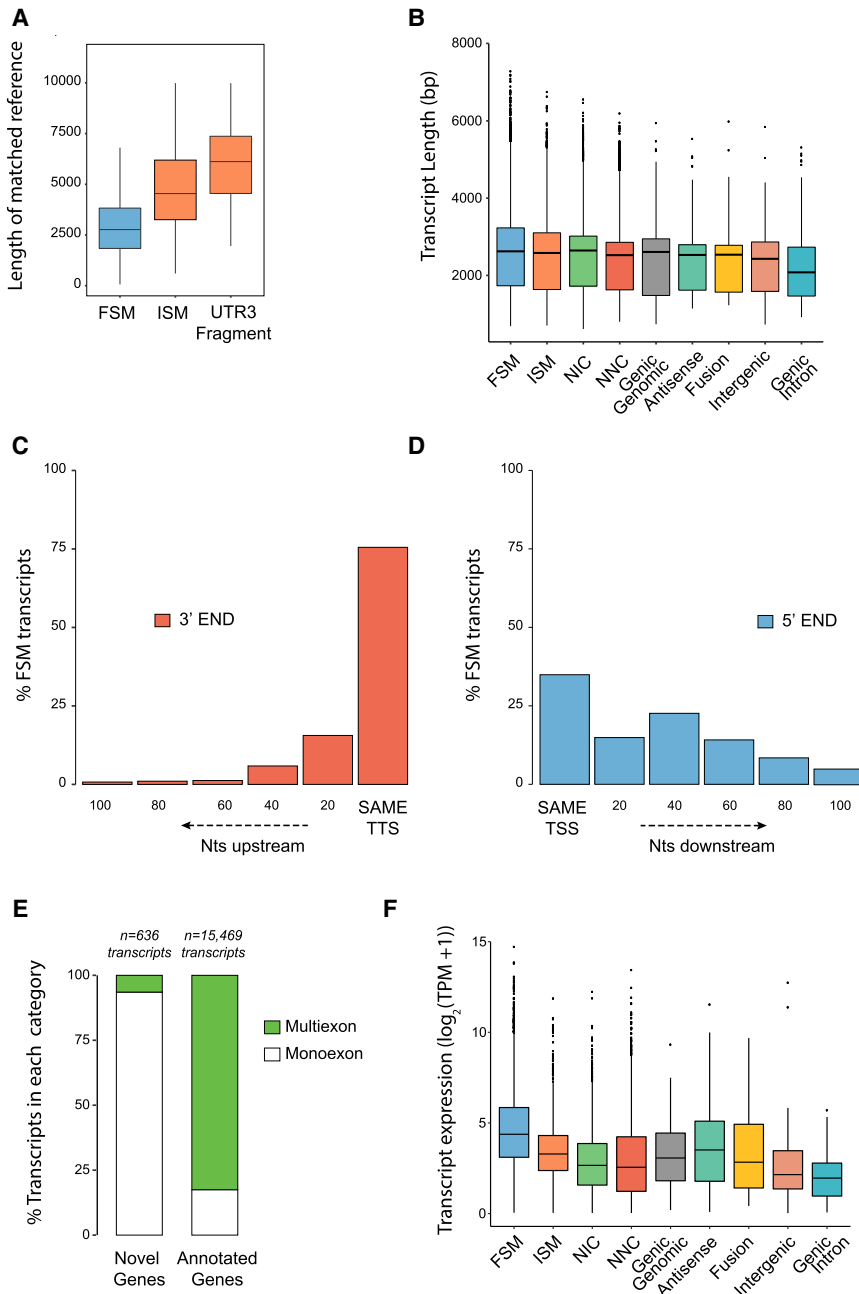 A
Length of matched reference
10000
7500
5000
2500
0
FSM
ISM
UTR3
Fragment
B
Transcript Length (bp)
8000
6000
4000
2000
FSM
ISM
NIC
NNC
Genic
Genomic
Antisense
Fusion
Intergenic
Genic
Intron
C
% FSM transcripts
100
75
50
25
0
3' END
100
80
60
40
20
SAME
TTS
Nts upstream
D
% FSM transcripts
100
75
50
25
0
5' END
SAME
TSS
20
40
60
80
100
Nts downstream
E
n=636
transcripts
n=15,469
transcripts
% Transcripts in each category
100
75
50
25
0
Multiexon
Monoexon
Novel
Genes
Annotated
Genes
F
Transcript expression (log2(TPM +1))
15
10
5
0
FSM
ISM
NIC
NNC
Genic
Genomic
Antisense
Fusion
Intergenic
Genic
Intron